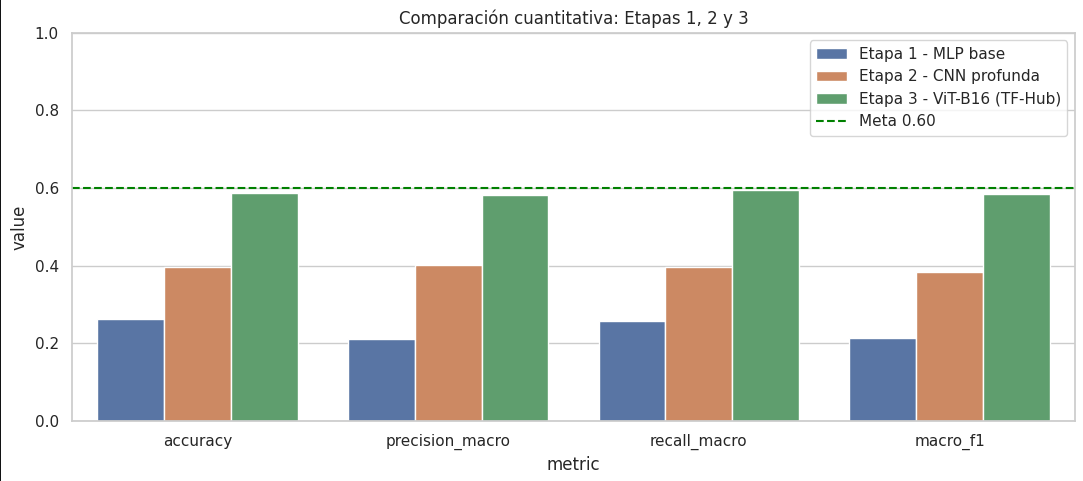 Comparación cuantitativa: Etapas 1, 2 y 3
Etapa 1 - MLP base
Etapa 2 - CNN profunda
Etapa 3 - ViT-B16 (TF-Hub)
Meta 0.60
1.0
0.8
0.6
0.4
0.2
0.0
value
accuracy
precision_macro
recall_macro
macro_f1
metric